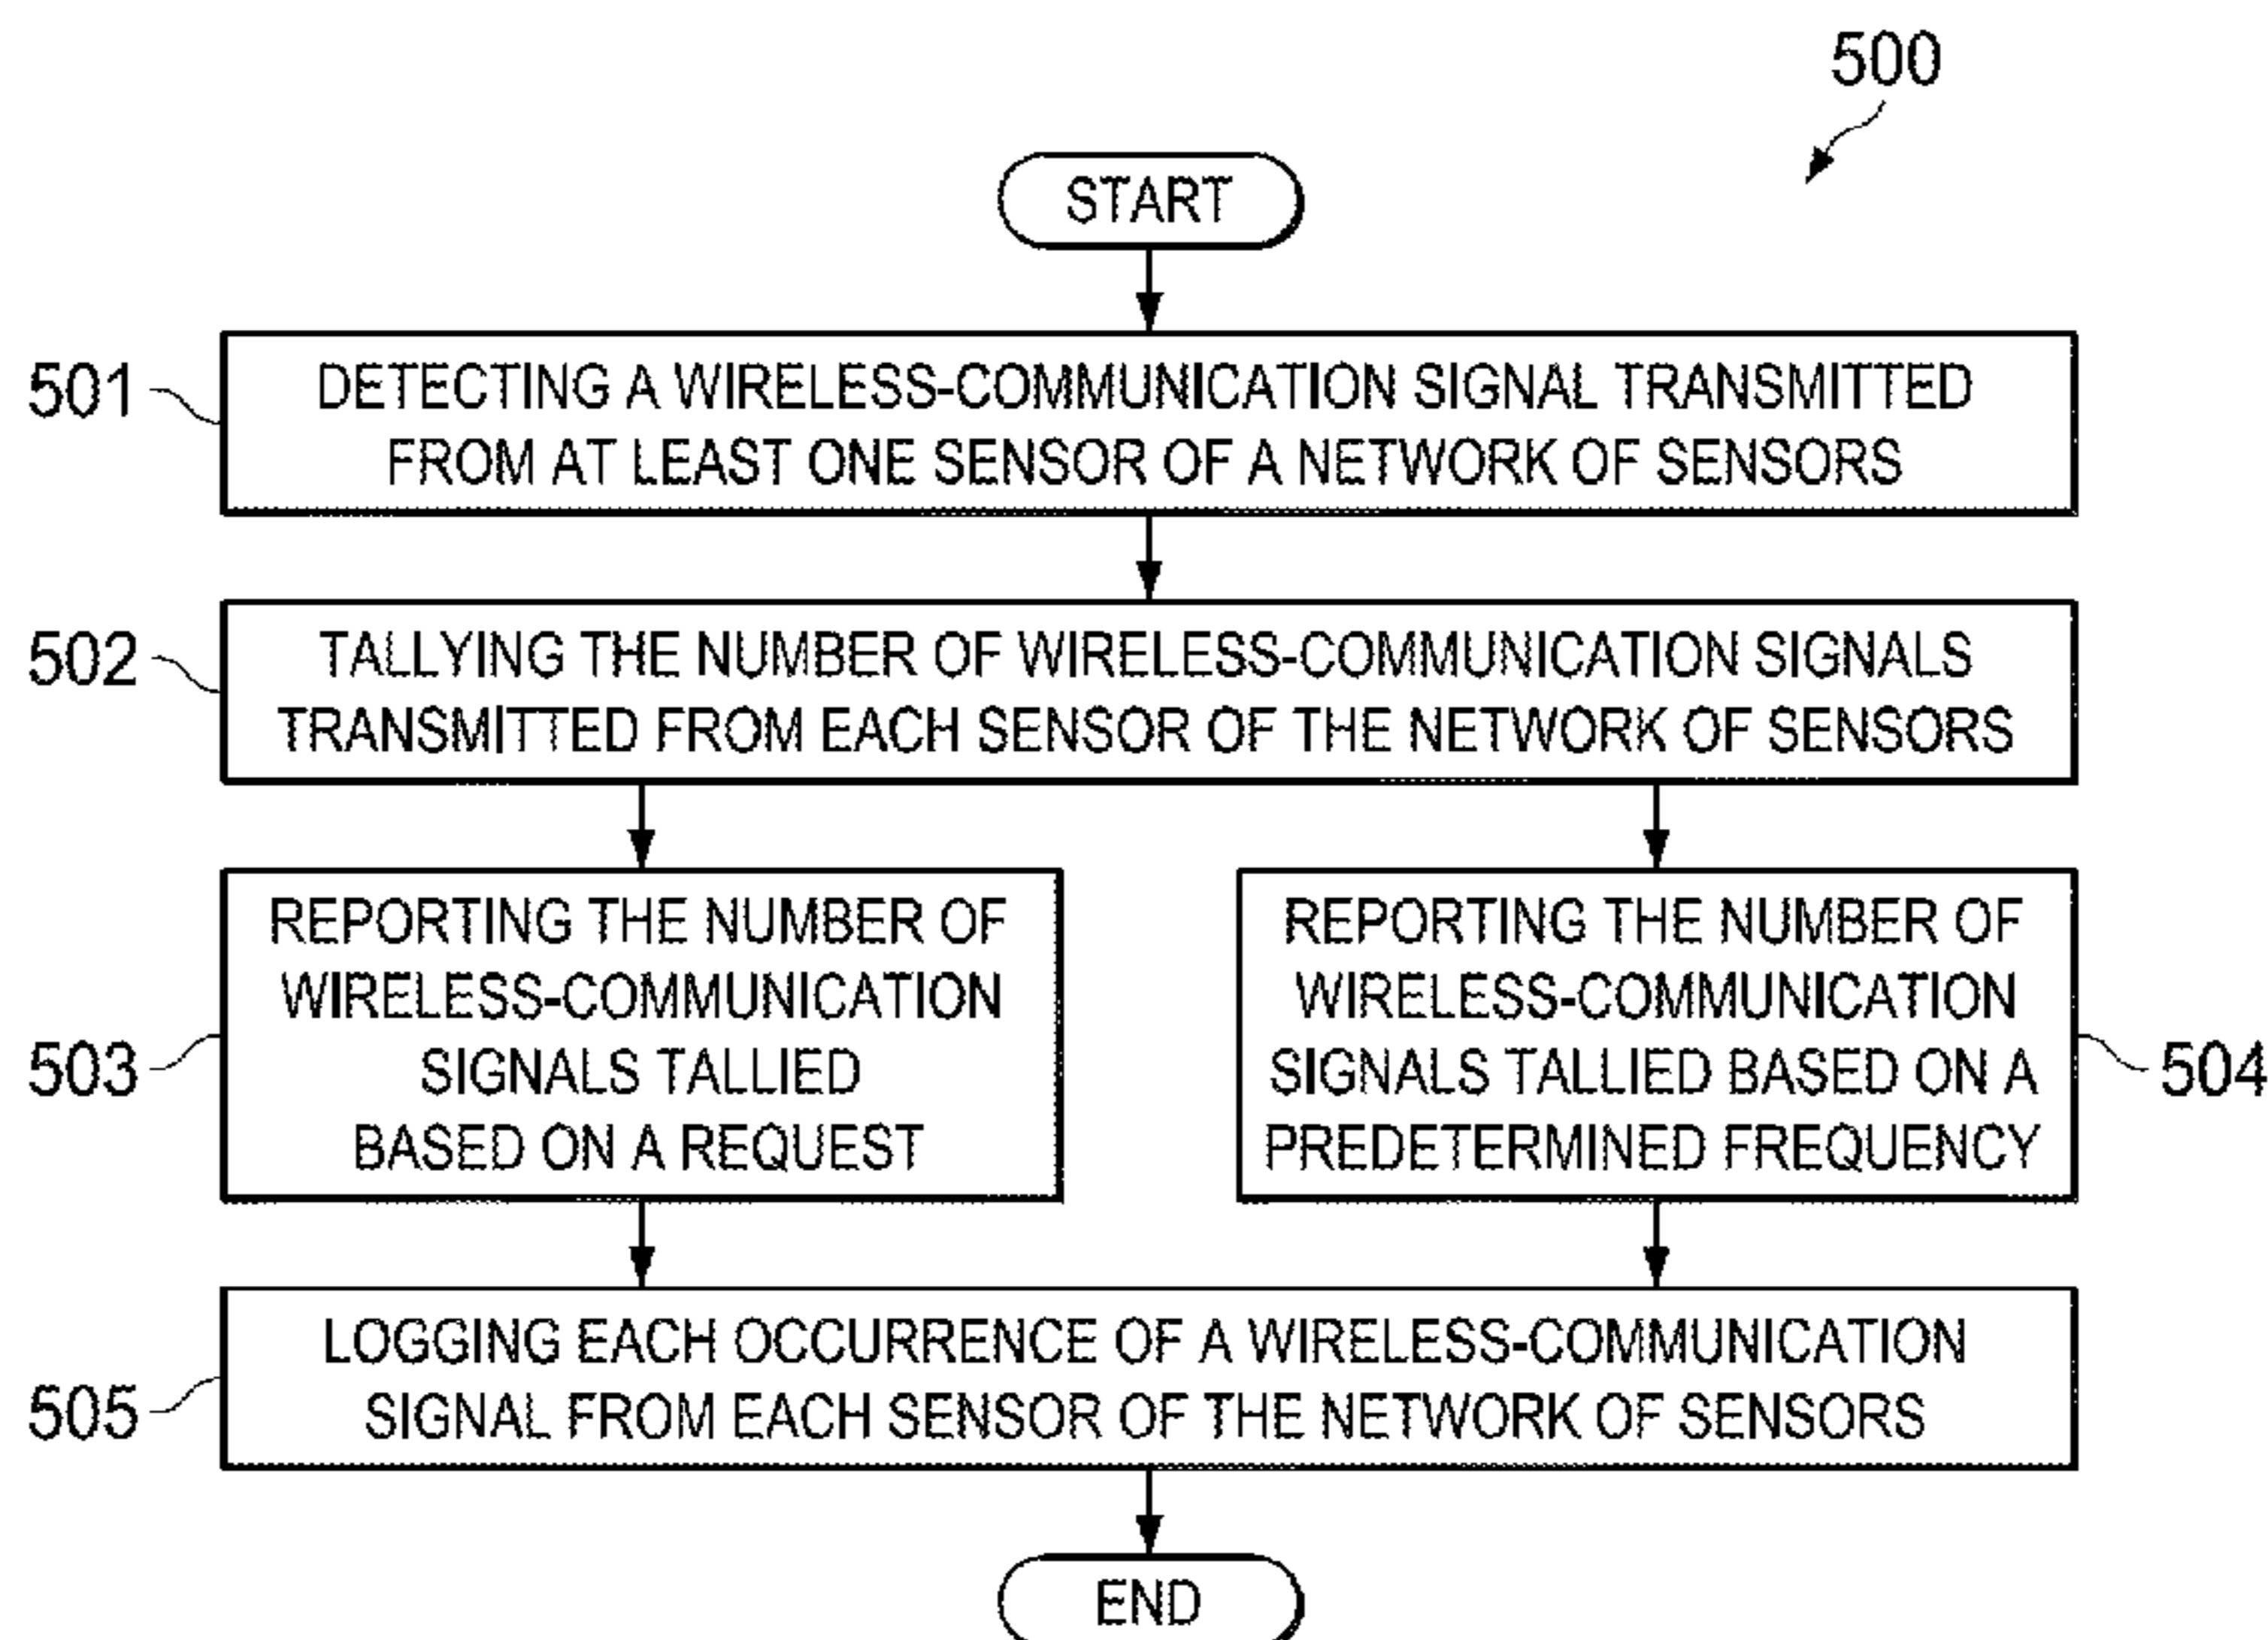 500
START
501
DETECTING A WIRELESS-COMMUNICATION SIGNAL TRANSMITTED
FROM AT LEAST ONE SENSOR OF A NETWORK OF SENSORS
502
TALLYING THE NUMBER OF WIRELESS-COMMUNICATION SIGNALS
TRANSMITTED FROM EACH SENSOR OF THE NETWORK OF SENSORS
503
REPORTING THE NUMBER OF
WIRELESS-COMMUNICATION
SIGNALS TALLIED
BASED ON A REQUEST
REPORTING THE NUMBER OF
WIRELESS-COMMUNICATION
SIGNALS TALLIED BASED ON A
PREDETERMINED FREQUENCY
504
505
LOGGING EACH OCCURRENCE OF A WIRELESS-COMMUNICATION
SIGNAL FROM EACH SENSOR OF THE NETWORK OF SENSORS
END